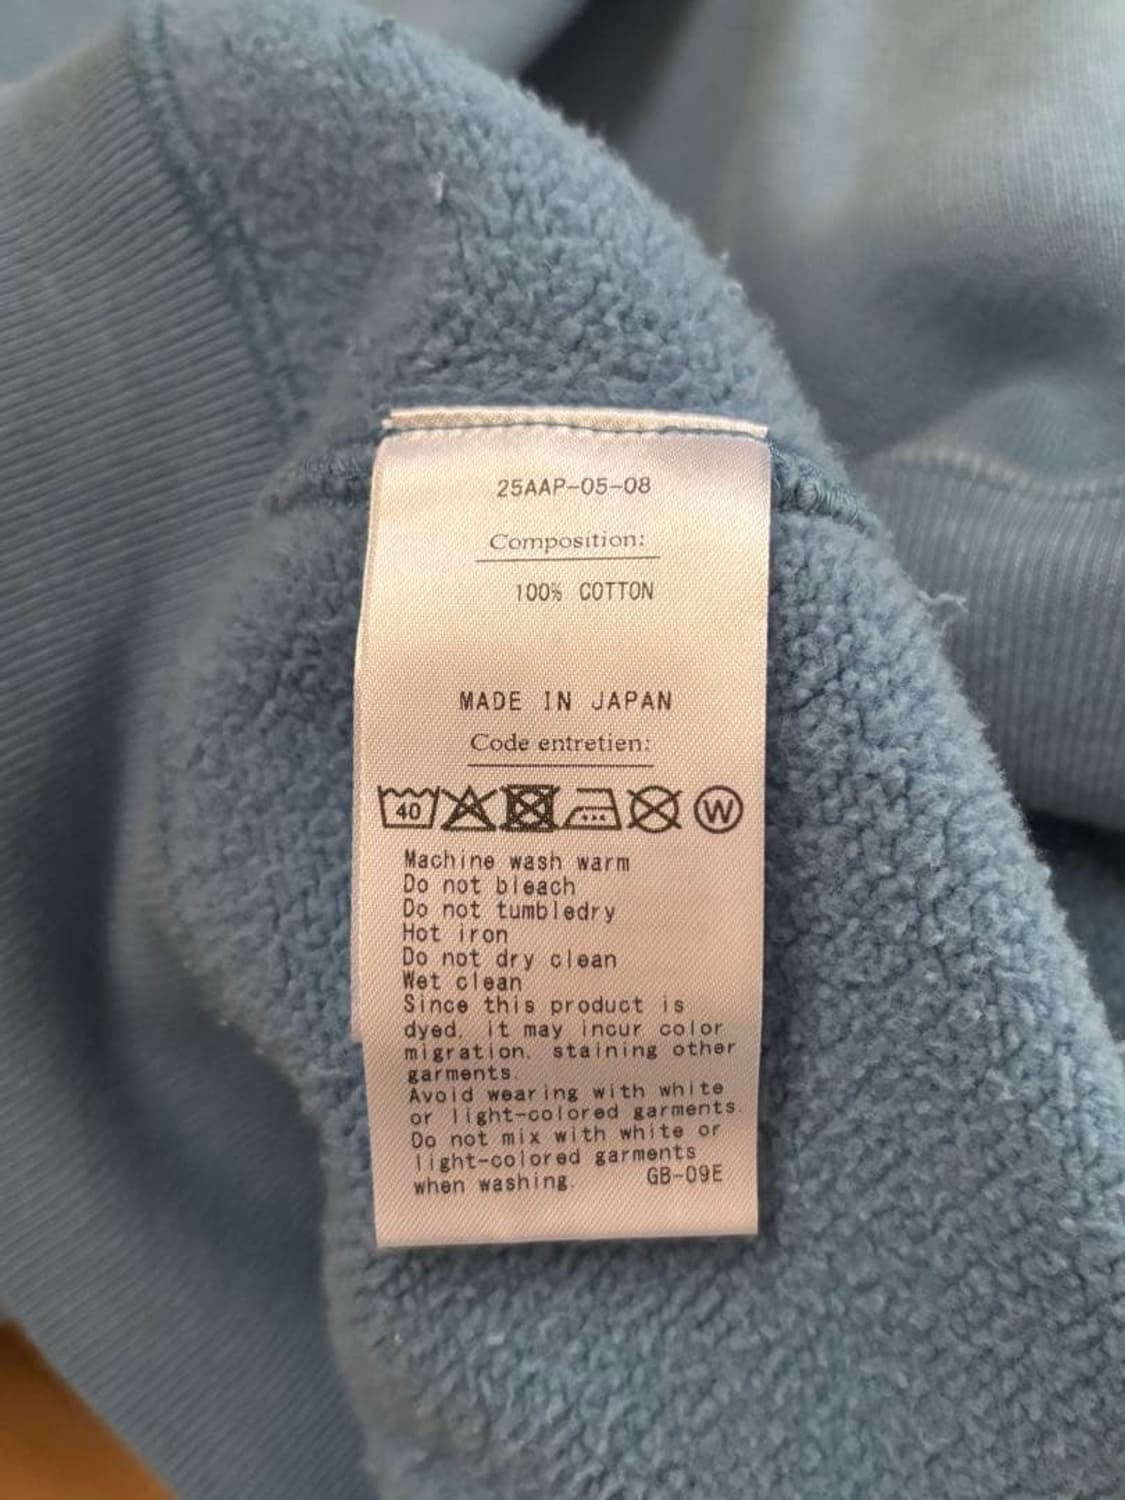 25AAP-05-08
Composition:
100% COTTON
MADE IN JAPAN
Code entretien:
40 W
Machine wash warm
Do not bleach
Do not tumbledry
Hot iron
Do not dry clean
Wet clean
Since this product is
dyed, it may incur color
migration, staining other
garments.
Avoid wearing with white
or light-colored garments.
Do not mix with white or
light-colored garments
when washing. GB-09E